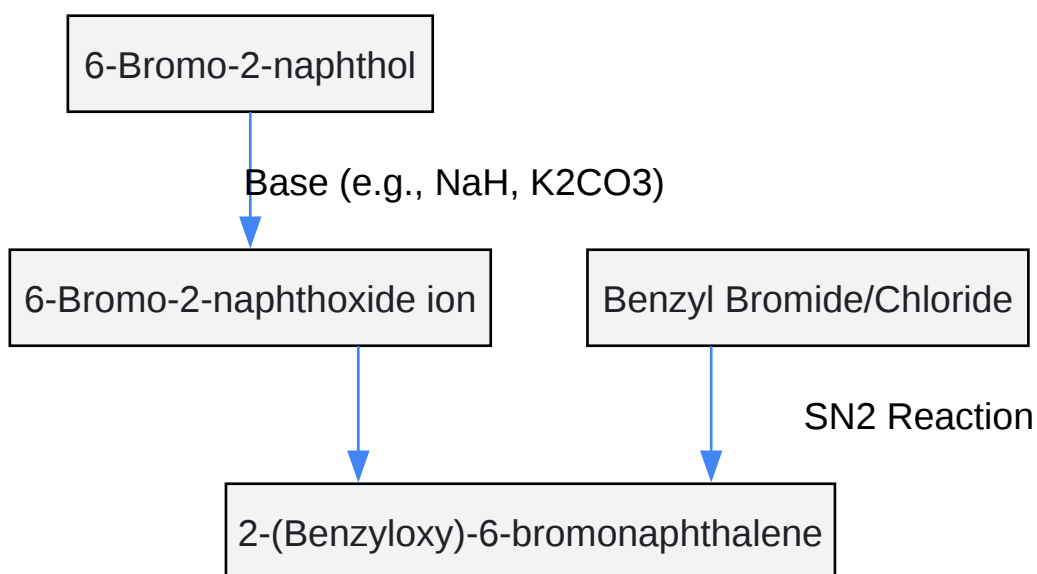 6-Bromo-2-naphthol
Base (e.g., NaH, K2CO3)
6-Bromo-2-naphthoxide ion
Benzyl Bromide/Chloride
SN2 Reaction
2-(Benzyloxy)-6-bromonaphthalene